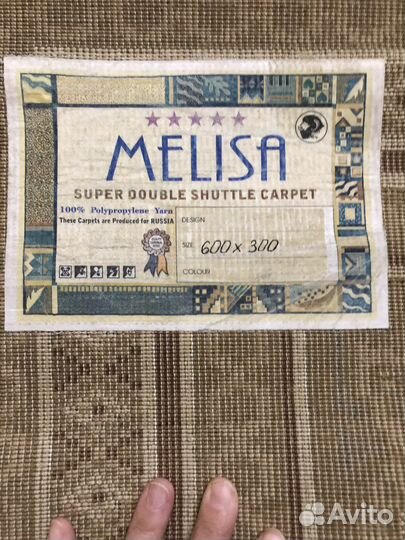 MELISA
SUPER DOUBLE SHUTTLE CARPET
100% Polypropylene Yarn
These Carpets are Produced for RUSSIA
DESIGN
SIZE 600 x 300
COLOUR
Avito